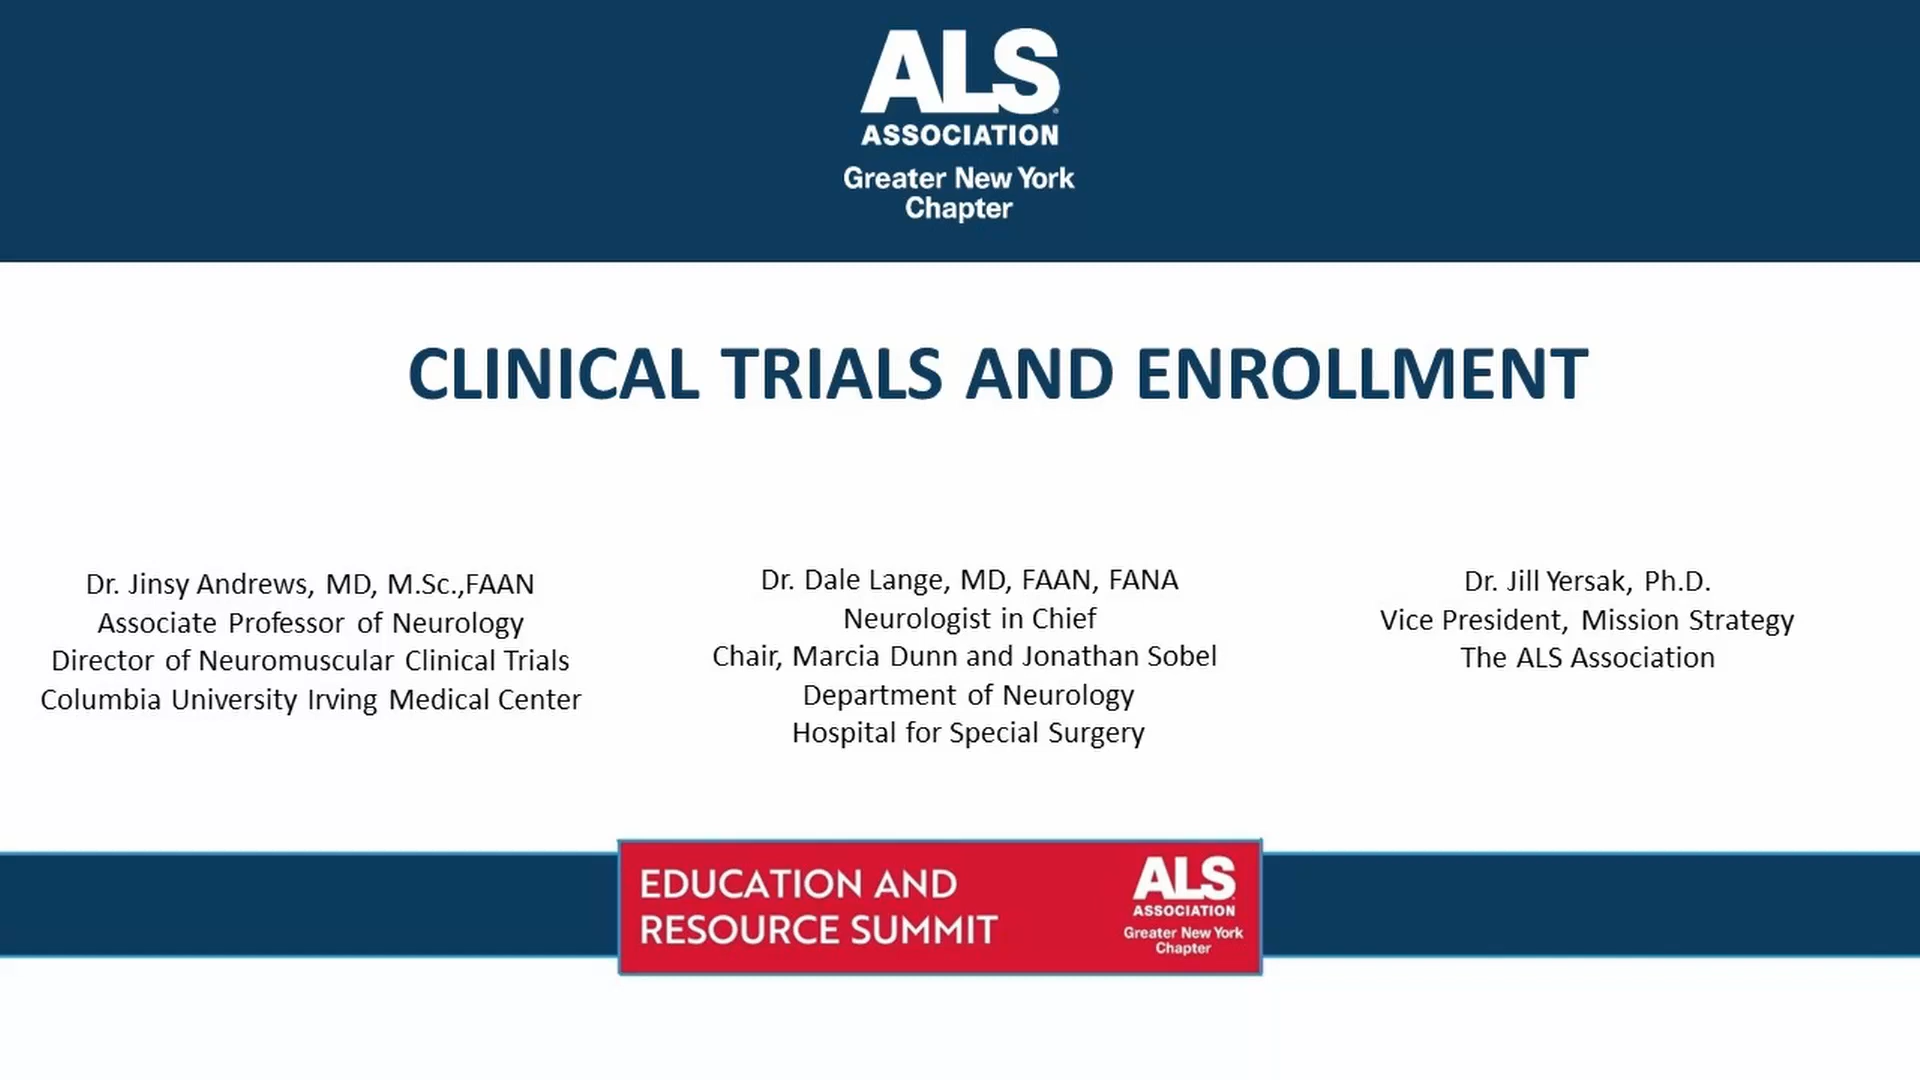 ALS
ASSOCIATION
Greater New York
Chapter
CLINICAL TRIALS AND ENROLLMENT
Dr. Jinsy Andrews, MD, M.Sc.,FAAN
Associate Professor of Neurology
Director of Neuromuscular Clinical Trials
Columbia University Irving Medical Center
Dr. Dale Lange, MD, FAAN, FANA
Neurologist in Chief
Chair, Marcia Dunn and Jonathan Sobel
Department of Neurology
Hospital for Special Surgery
Dr. Jill Yersak, Ph.D.
Vice President, Mission Strategy
The ALS Association
EDUCATION AND
RESOURCE SUMMIT
ALS
ASSOCIATION
Greater New York
Chapter